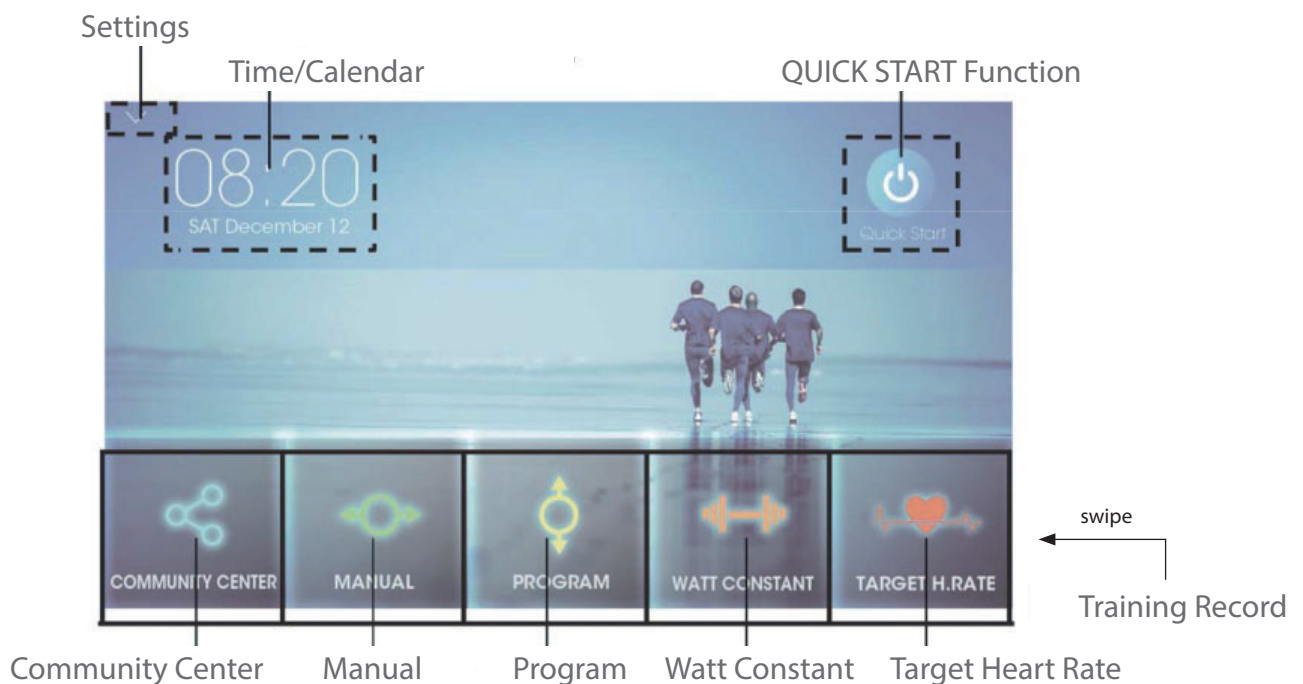 Settings
Time/Calendar
QUICK START Function
08:20
SAT December 12
Quick Start
COMMUNITY CENTER
MANUAL
PROGRAM
WATT CONSTANT
TARGET H.RATE
swipe
Training Record
Community Center
Manual
Program
Watt Constant
Target Heart Rate